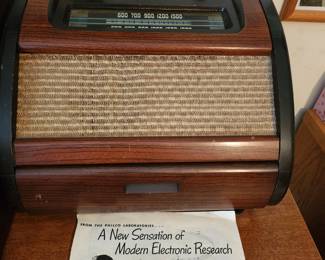 600 700 900 1200 1500
FROM THE PHILCO LABORATORIES...
A New Sensation of
Modern Electronic Research